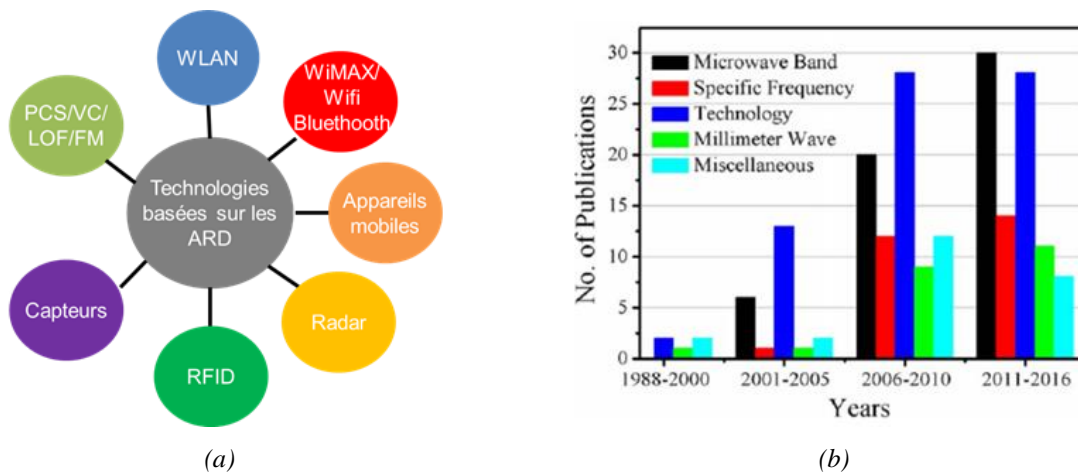 WLAN
WiMAX/
Wifi
Bluethooth
Appareils
mobiles
Radar
RFID
Capteurs
PCS/VC/
LOF/FM
Technologies
basées sur les
ARD
(a)
No. of Publications
30
25
20
15
10
5
0
Microwave Band
Specific Frequency
Technology
Millimeter Wave
Miscellaneous
1988-2000 2001-2005 2006-2010 2011-2016
Years
(b)